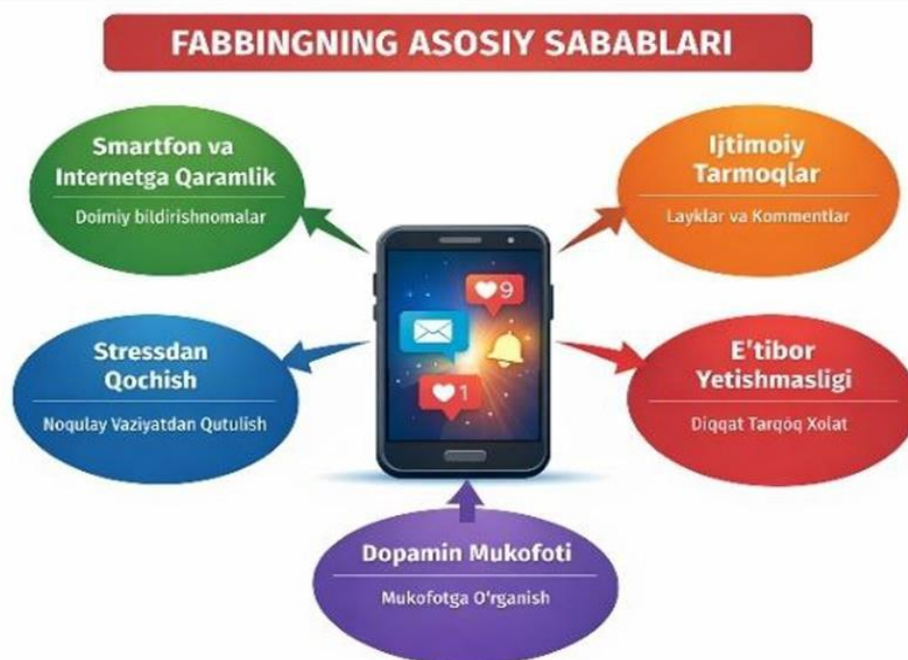 FABBINGNING ASOSIY SABABLARI
Smartfon va
Internetga Qaramlik
Doimiy bildirishnomalar
Ijtimoiy
Tarmoqlar
Layklar va Kommentlar
9
1
Stressdan
Qochish
Noqulay Vaziyatdan Qutulish
E'tibor
Yetishmasligi
Diqqat Tarqoq Xolat
Dopamin Mukofoti
Mukofotga O'rganish